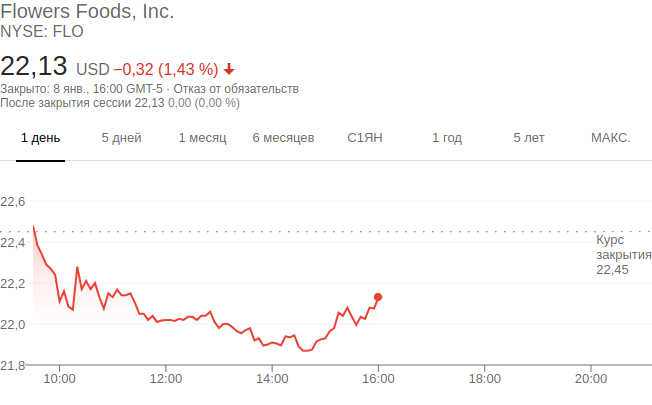 Flowers Foods, Inc.
NYSE: FLO
22,13 USD −0,32 (1,43 %)
Закрыто: 8 янв., 16:00 GMT-5 · Отказ от обязательств
После закрытия сессии 22,13 0,00 (0,00 %)
1 день 5 дней 1 месяц 6 месяцев С1ЯН 1 год 5 лет МАКС.
22,6
22,4
Курс
закрытия
22,45
22,2
22,0
21,8
10:00 12:00 14:00 16:00 18:00 20:00